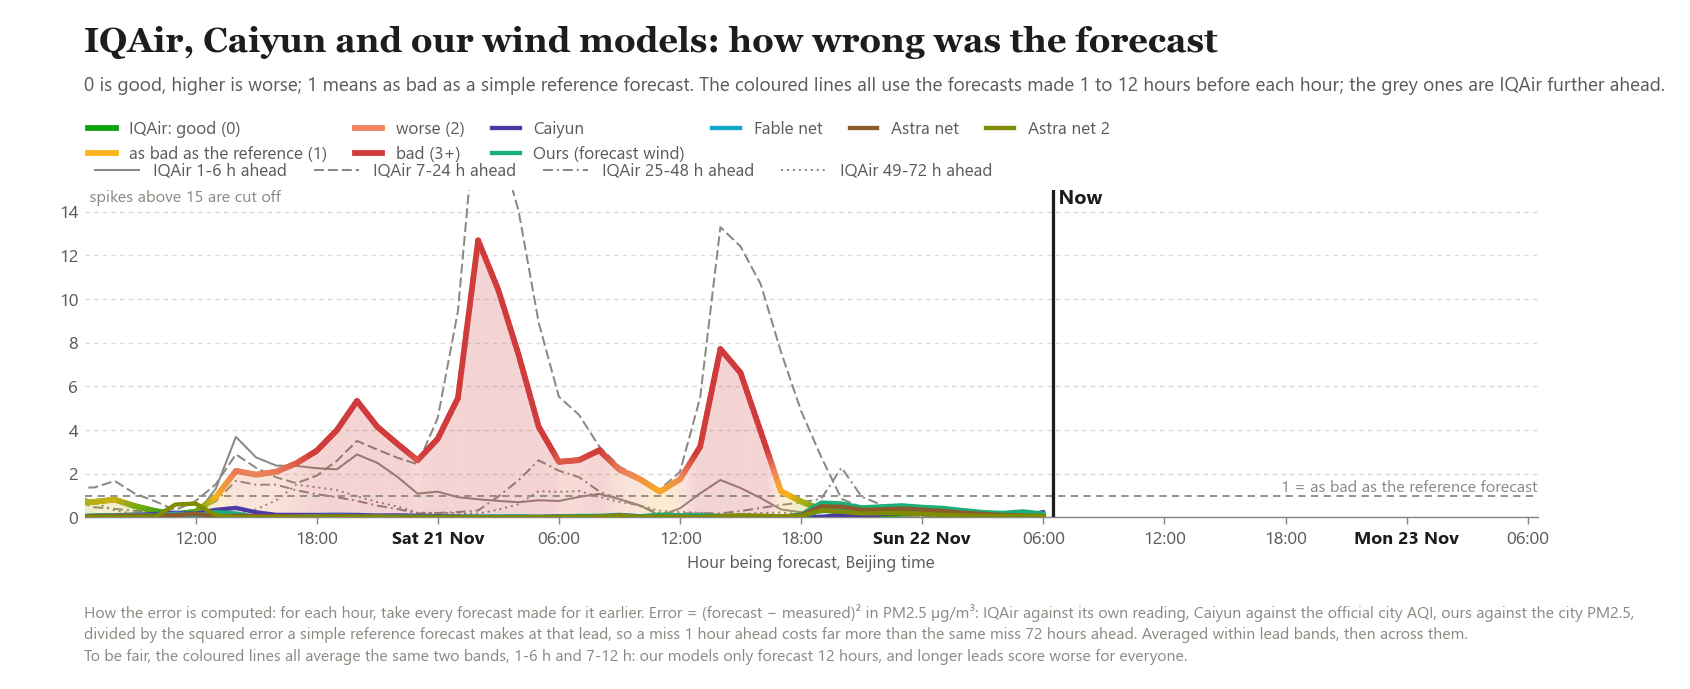 IQAir, Caiyun and our wind models: how wrong was the forecast
0 is good, higher is worse; 1 means as bad as a simple reference forecast. The coloured lines all use the forecasts made 1 to 12 hours before each hour; the grey ones are IQAir further ahead.
IQAir: good (0) worse (2) Caiyun Fable net Astra net Astra net 2
as bad as the reference (1) bad (3+) Ours (forecast wind)
IQAir 1-6 h ahead IQAir 7-24 h ahead IQAir 25-48 h ahead IQAir 49-72 h ahead
spikes above 15 are cut off
Now
14
12
10
8
6
4
2
1 = as bad as the reference forecast
0
12:00 18:00 Sat 21 Nov 06:00 12:00 18:00 Sun 22 Nov 06:00 12:00 18:00 Mon 23 Nov 06:00
Hour being forecast, Beijing time
How the error is computed: for each hour, take every forecast made for it earlier. Error = (forecast − measured)² in PM2.5 µg/m³: IQAir against its own reading, Caiyun against the official city AQI, ours against the city PM2.5,
divided by the squared error a simple reference forecast makes at that lead, so a miss 1 hour ahead costs far more than the same miss 72 hours ahead. Averaged within lead bands, then across them.
To be fair, the coloured lines all average the same two bands, 1-6 h and 7-12 h: our models only forecast 12 hours, and longer leads score worse for everyone.